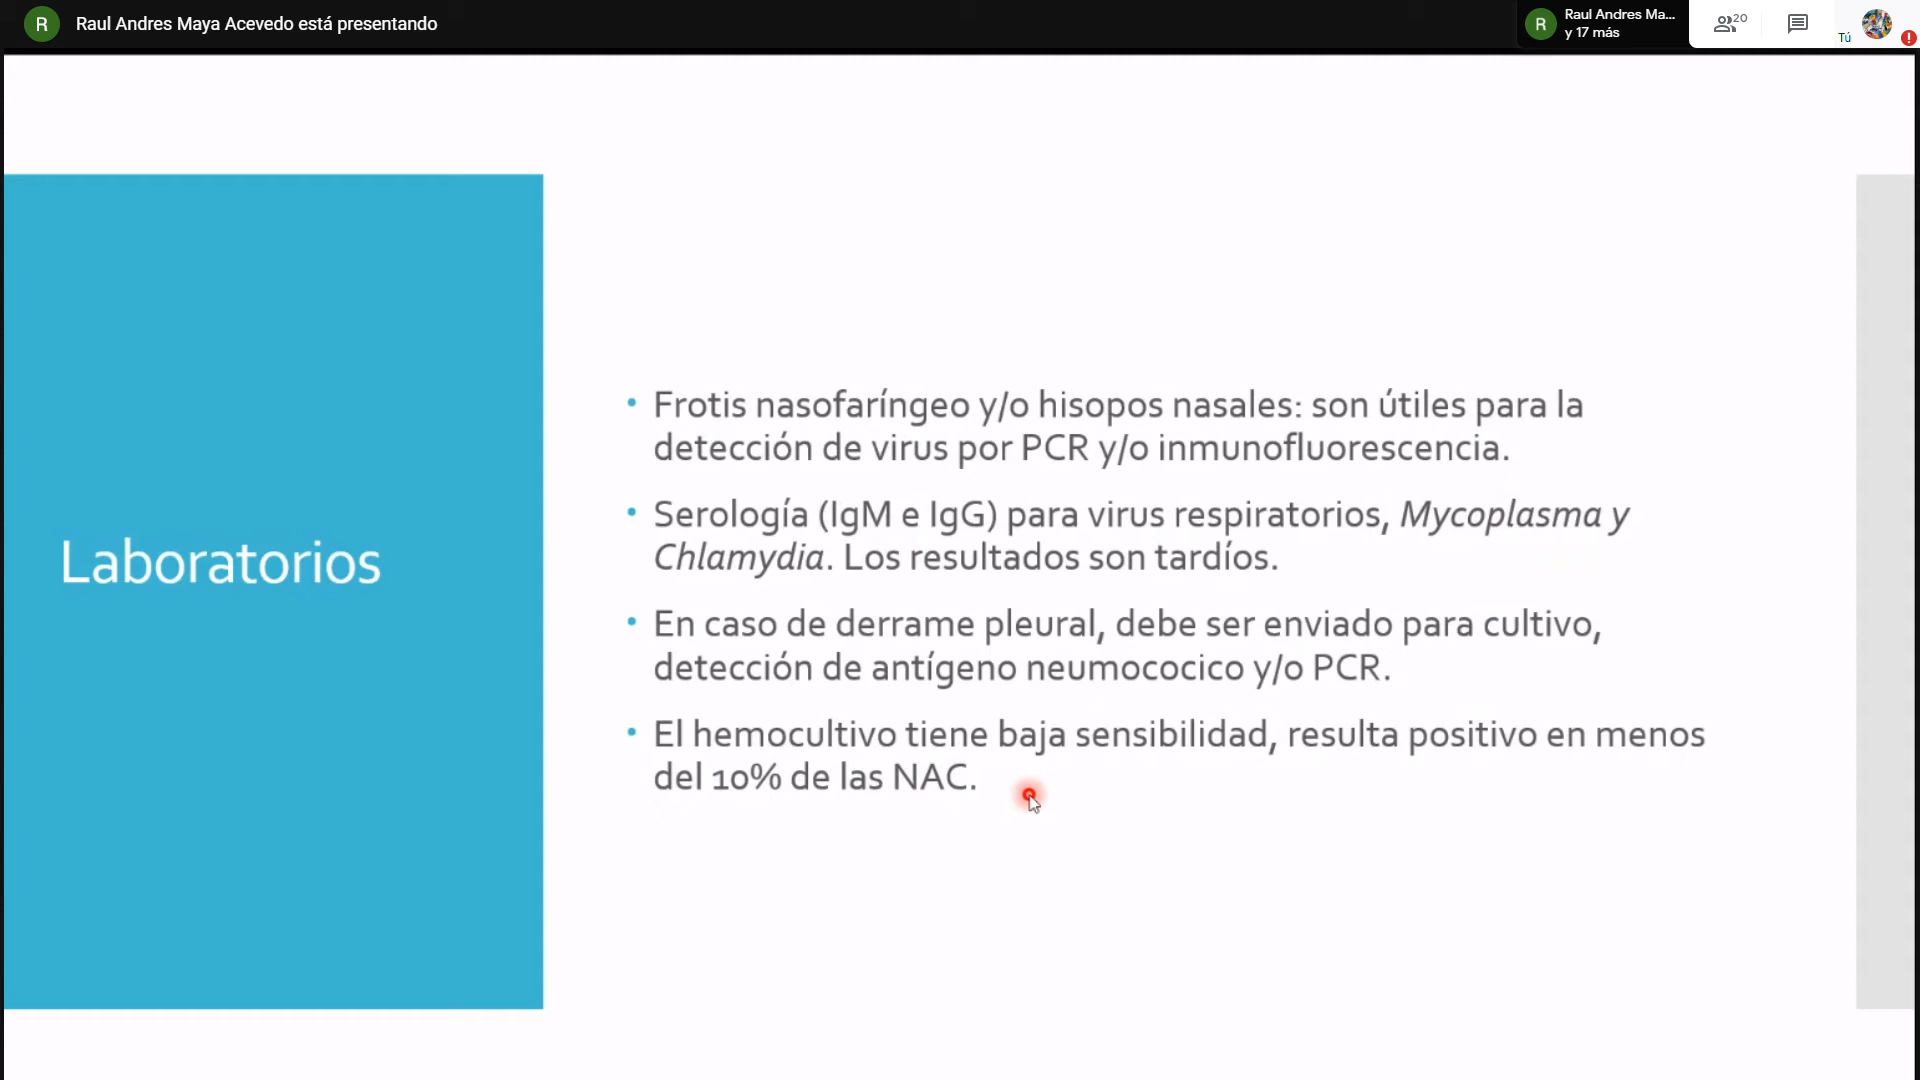 R Raul Andres Maya Acevedo está presentando
R Raul Andres Ma...
y 17 más
20
Tú
Laboratorios
• Frotis nasofaríngeo y/o hisopos nasales: son útiles para la
detección de virus por PCR y/o inmunofluorescencia.
• Serología (IgM e IgG) para virus respiratorios, Mycoplasma y
Chlamydia. Los resultados son tardíos.
• En caso de derrame pleural, debe ser enviado para cultivo,
detección de antígeno neumococico y/o PCR.
• El hemocultivo tiene baja sensibilidad, resulta positivo en menos
del 10% de las NAC.